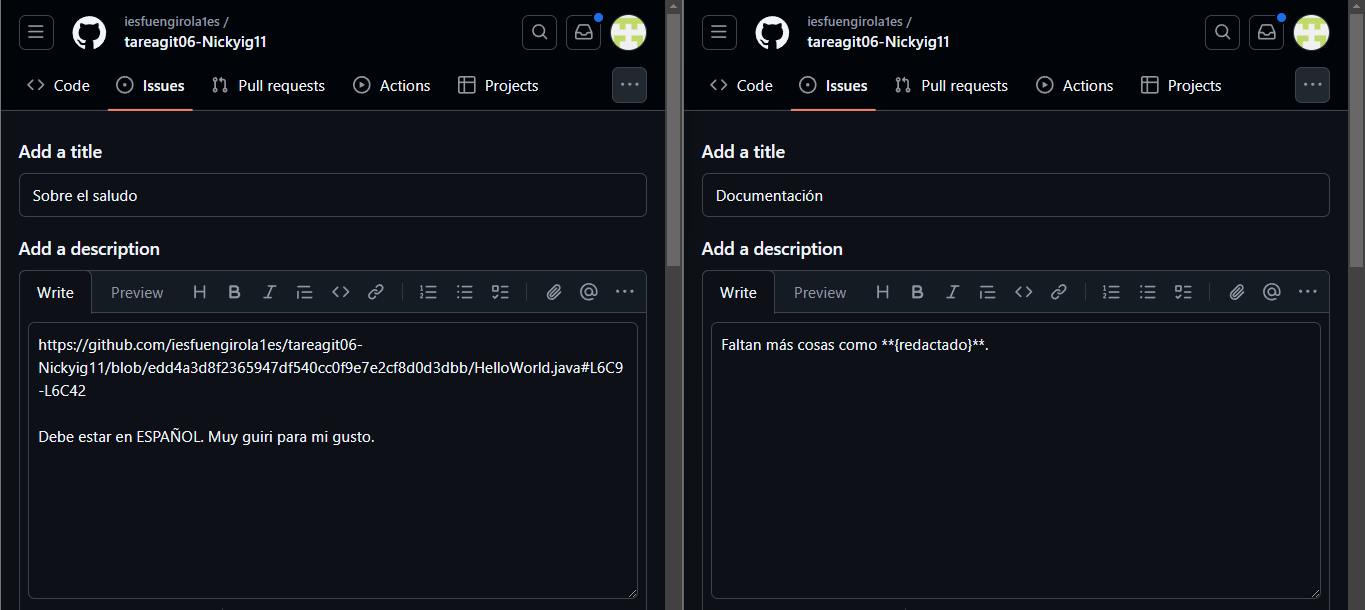 iesfuengirola1es /
tareagit06-Nickyig11
Code
Issues
Pull requests
Actions
Projects
Add a title
Sobre el saludo
Add a description
Write
Preview
https://github.com/iesfuengirola1es/tareagit06-
Nickyig11/blob/edd4a3d8f2365947df540cc0f9e7e2cf8d0d3dbb/HelloWorld.java#L6C9
-L6C42
Debe estar en ESPAÑOL. Muy guiri para mi gusto.
iesfuengirola1es /
tareagit06-Nickyig11
Code
Issues
Pull requests
Actions
Projects
Add a title
Documentación
Add a description
Write
Preview
Faltan más cosas como **{redactado}**.